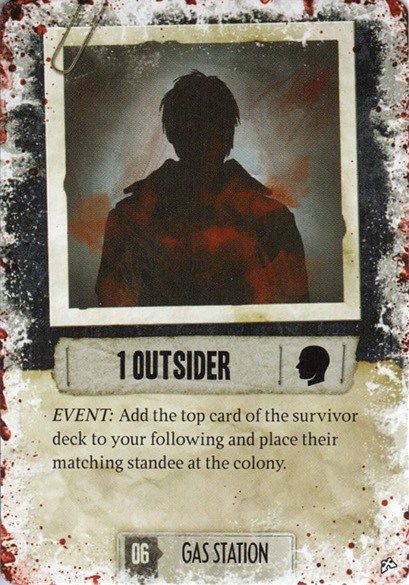 1 OUTSIDER
EVENT: Add the top card of the survivor
deck to your following and place their
matching standee at the colony.
06 GAS STATION